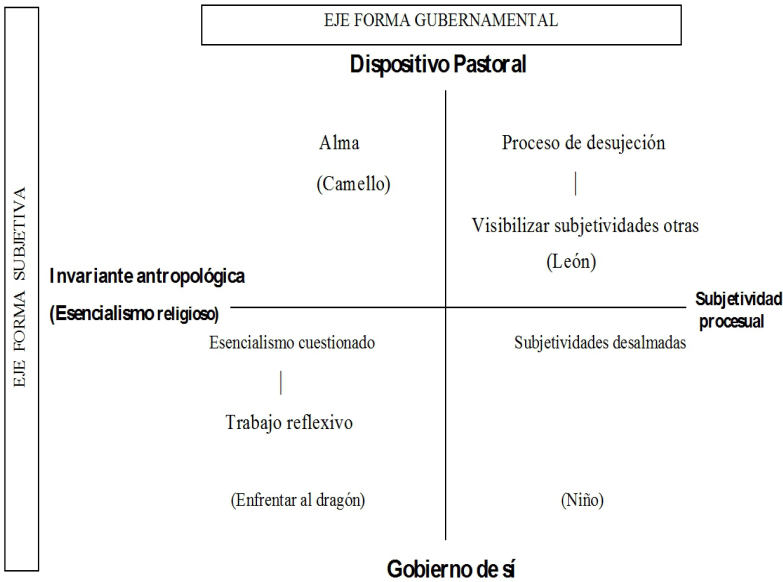 EJE FORMA GUBERNAMENTAL
Dispositivo Pastoral
Alma
(Camello)
Proceso de desujeción
Visibilizar subjetividades otras
(León)
EJE FORMA SUBJETIVA
Invariante antropológica
(Esencialismo religioso)
Subjetividad
procesual
Esencialismo cuestionado
Trabajo reflexivo
(Enfrentar al dragón)
Subjetividades desalmadas
(Niño)
Gobierno de sí